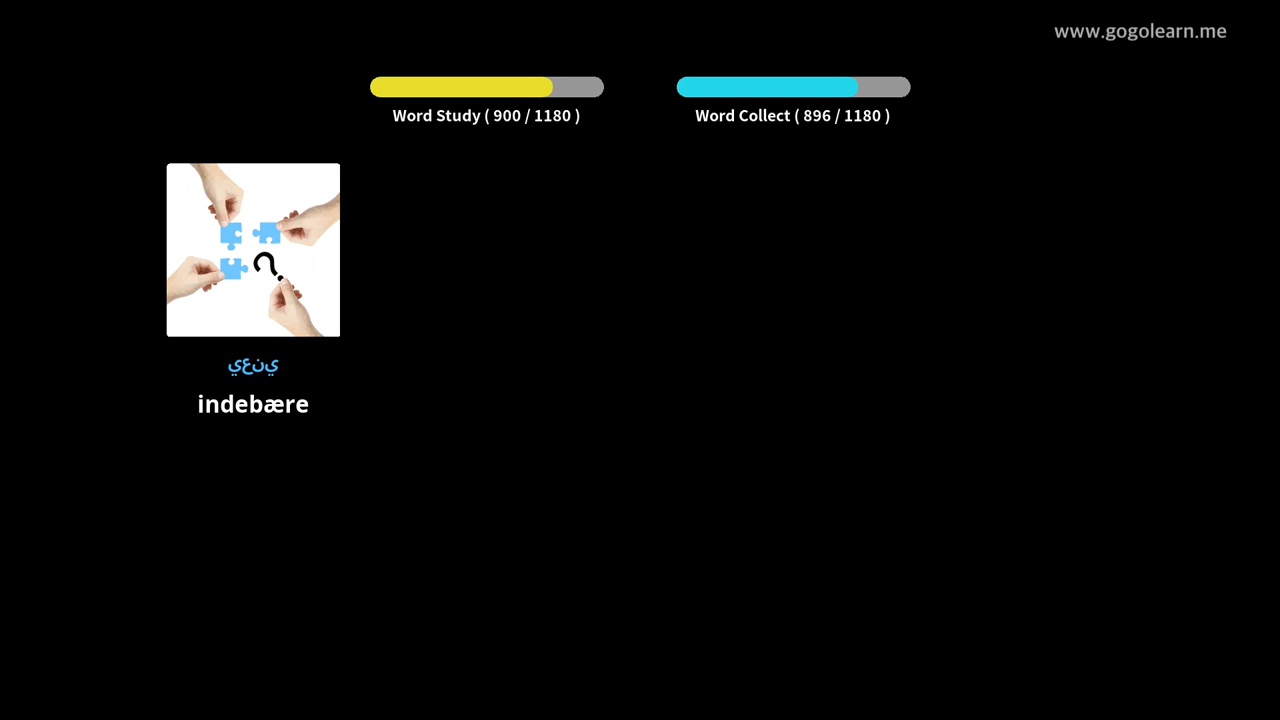 www.gogolearn.me
Word Study ( 900 / 1180 )
Word Collect ( 896 / 1180 )
?
يعني
indebære